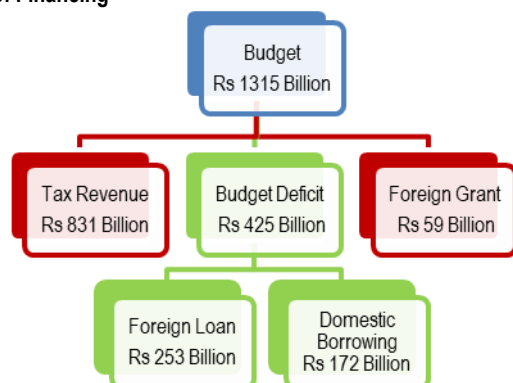 Financing
Budget
Rs 1315 Billion
Tax Revenue
Rs 831 Billion
Budget Deficit
Rs 425 Billion
Foreign Grant
Rs 59 Billion
Foreign Loan
Rs 253 Billion
Domestic
Borrowing
Rs 172 Billion